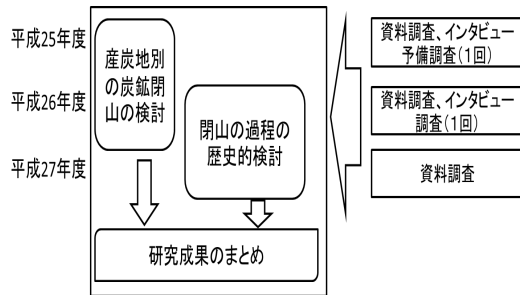 平成25年度
平成26年度
平成27年度
産炭地別
の炭鉱閉
山の検討
閉山の過程の
歴史的検討
研究成果のまとめ
資料調査、インタビュー
予備調査(1回)
資料調査、インタビュー
調査(1回)
資料調査